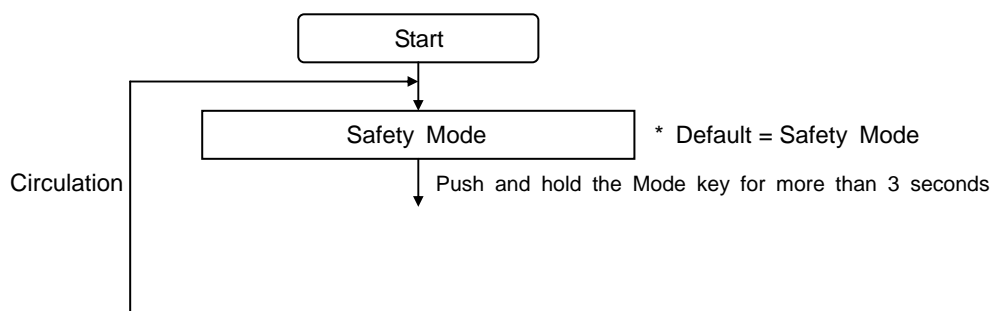 Start
Safety Mode
* Default = Safety Mode
Circulation
Push and hold the Mode key for more than 3 seconds